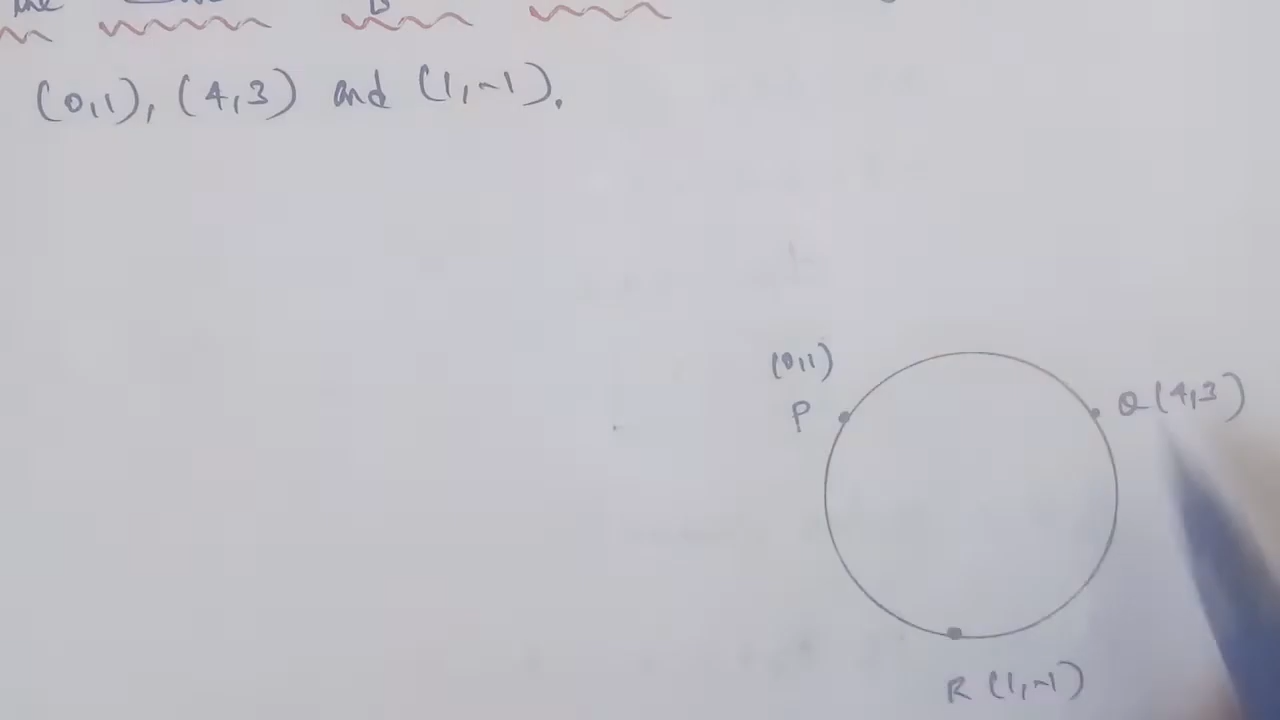 (0,1), (4,3) and (1,-1).
(0,1)
P
Q (4,3)
R (1,-1)